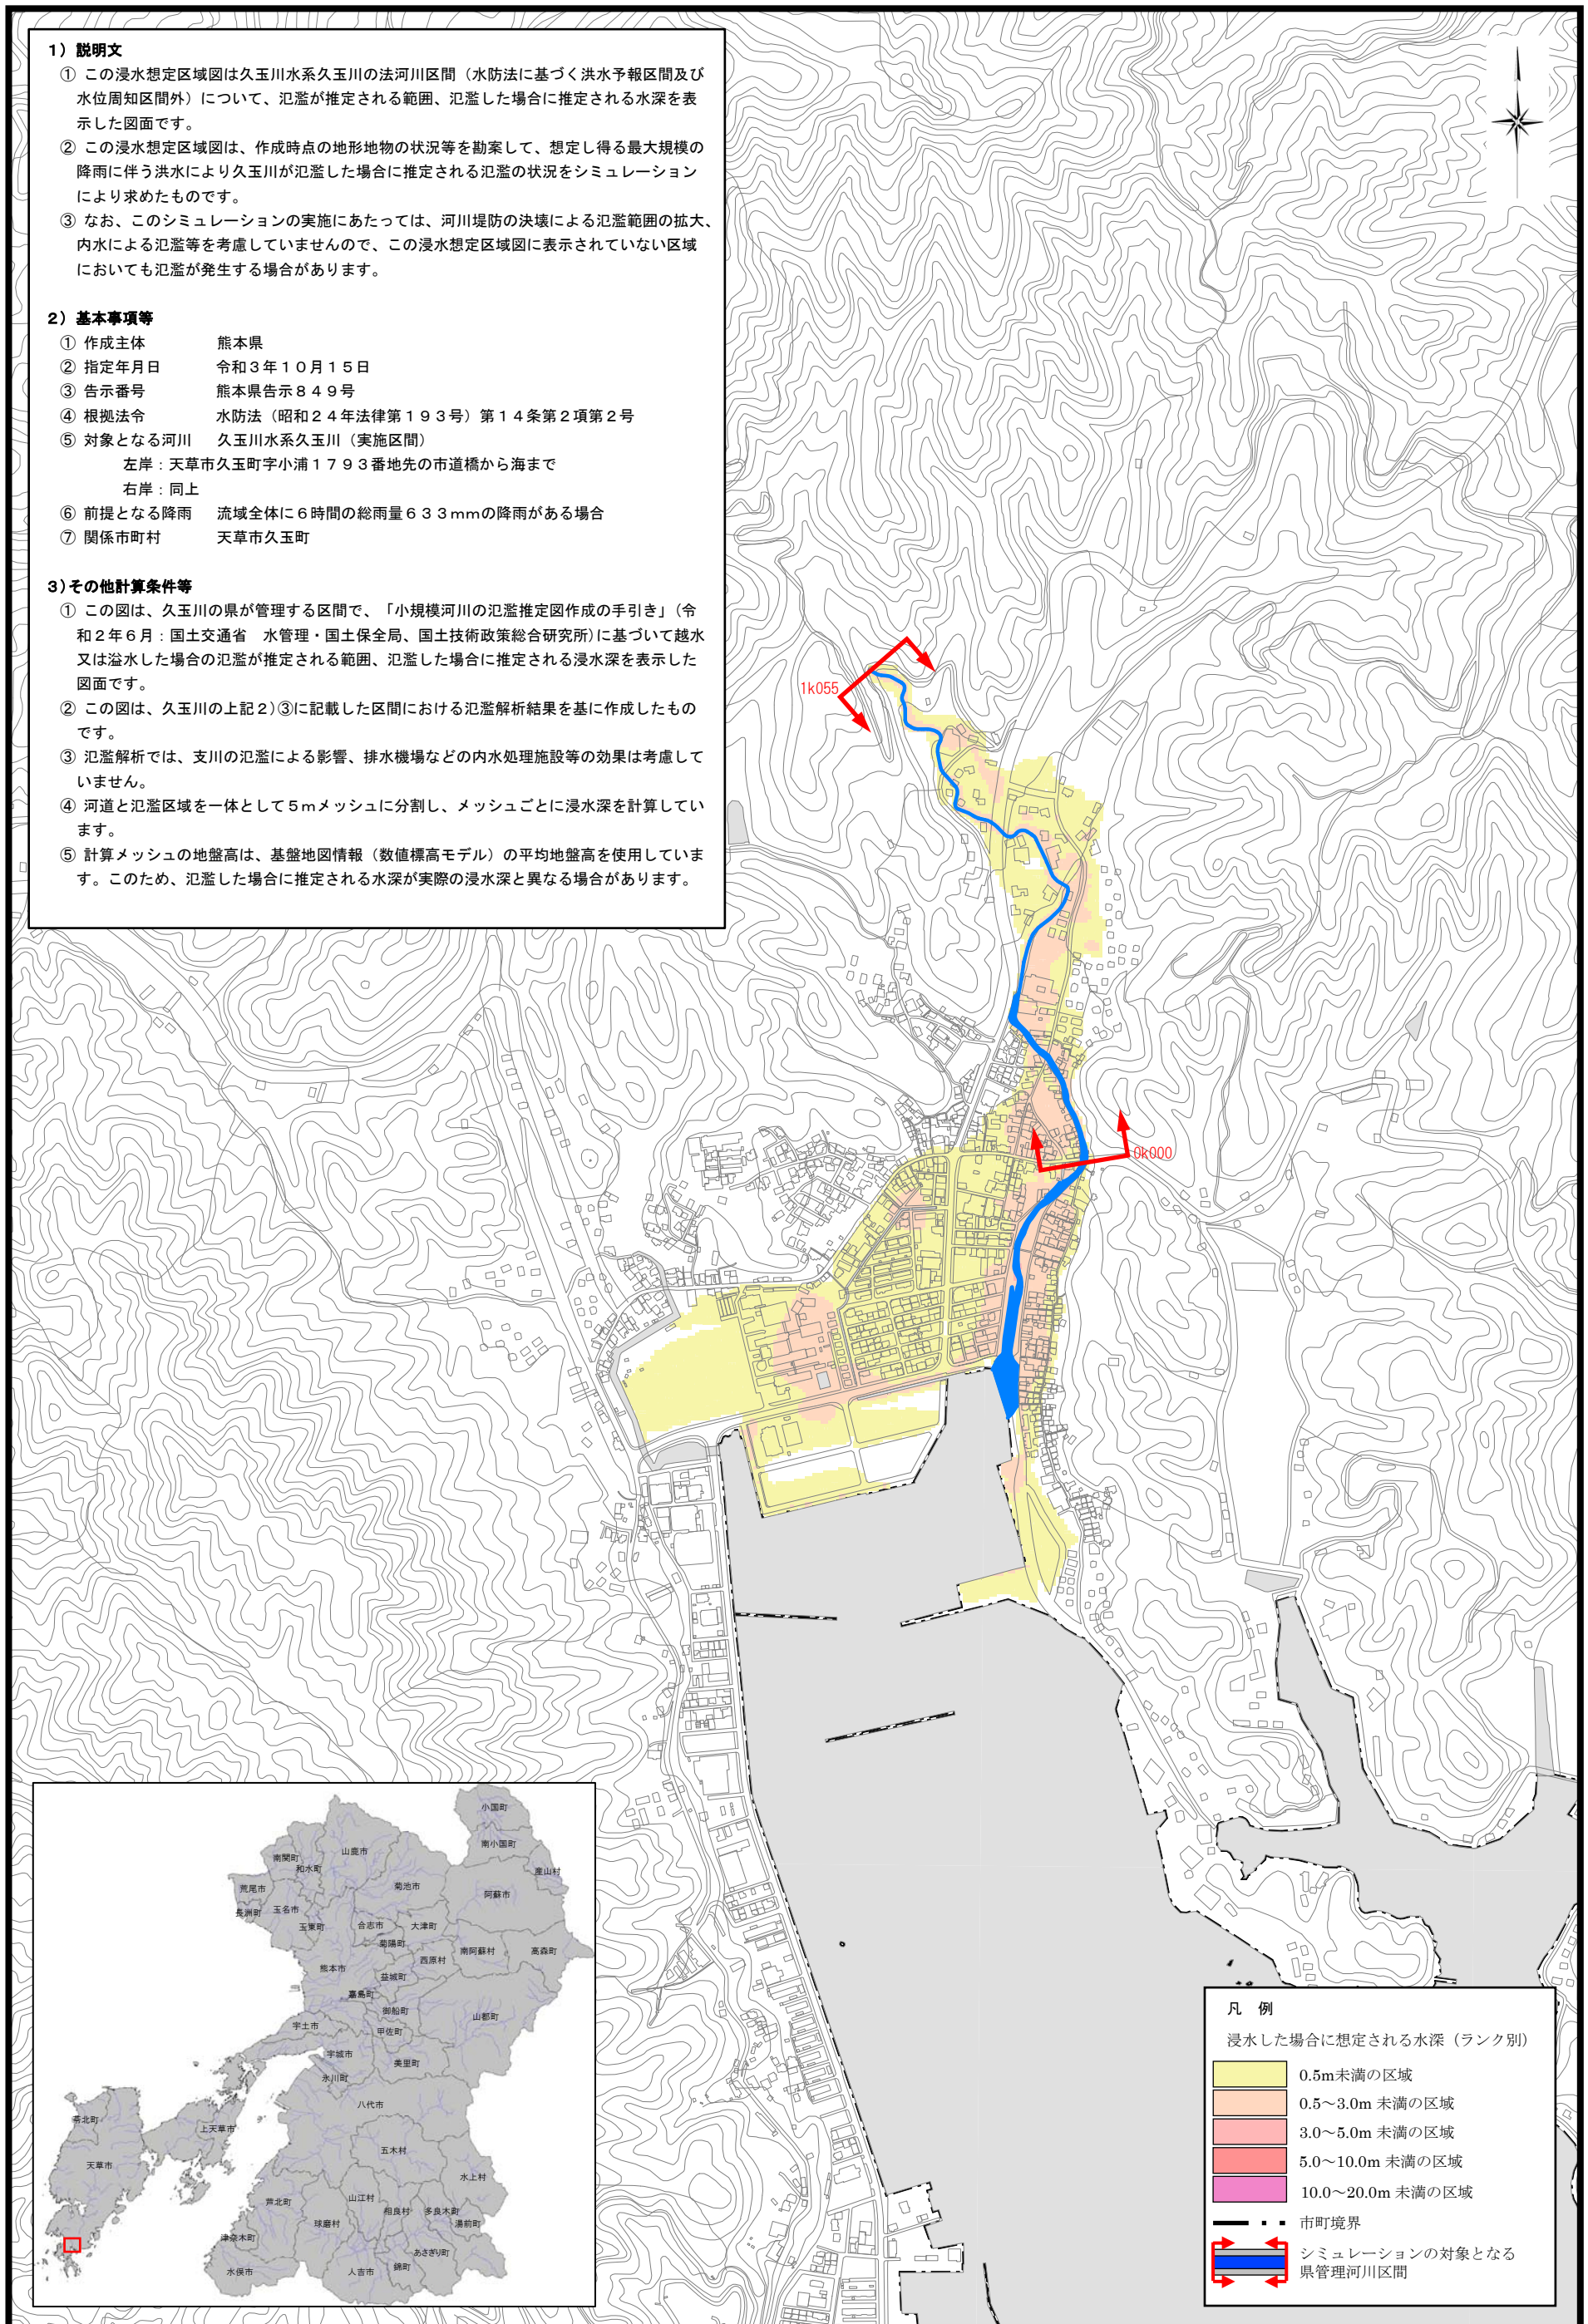 1）説明文
① この浸水想定区域図は久玉川水系久玉川の法河川区間（水防法に基づく洪水予報区間及び
水位周知区間外）について、氾濫が推定される範囲、氾濫した場合に推定される水深を表
示した図面です。
② この浸水想定区域図は、作成時点の地形地物の状況等を勘案して、想定し得る最大規模の
降雨に伴う洪水により久玉川が氾濫した場合に推定される氾濫の状況をシミュレーション
により求めたものです。
③ なお、このシミュレーションの実施にあたっては、河川堤防の決壊による氾濫範囲の拡大、
内水による氾濫等を考慮していませんので、この浸水想定区域図に表示されていない区域
においても氾濫が発生する場合があります。
2）基本事項等
① 作成主体 熊本県
② 指定年月日 令和３年１０月１５日
③ 告示番号 熊本県告示８４９号
④ 根拠法令 水防法（昭和２４年法律第１９３号）第１４条第２項第２号
⑤ 対象となる河川 久玉川水系久玉川（実施区間）
左岸：天草市久玉町字小浦１７９３番地先の市道橋から海まで
右岸：同上
⑥ 前提となる降雨 流域全体に６時間の総雨量６３３mmの降雨がある場合
⑦ 関係市町村 天草市久玉町
3)その他計算条件等
① この図は、久玉川の県が管理する区間で、「小規模河川の氾濫推定図作成の手引き」（令
和２年６月：国土交通省　水管理・国土保全局、国土技術政策総合研究所)に基づいて越水
又は溢水した場合の氾濫が推定される範囲、氾濫した場合に推定される浸水深を表示した
図面です。
② この図は、久玉川の上記２）③に記載した区間における氾濫解析結果を基に作成したもの
です。
③ 氾濫解析では、支川の氾濫による影響、排水機場などの内水処理施設等の効果は考慮して
いません。
④ 河道と氾濫区域を一体として５ｍメッシュに分割し、メッシュごとに浸水深を計算してい
ます。
⑤ 計算メッシュの地盤高は、基盤地図情報（数値標高モデル）の平均地盤高を使用していま
す。このため、氾濫した場合に推定される水深が実際の浸水深と異なる場合があります。
1k055
0k000
小国町
南小国町
産山村
南関町
和水町
山鹿市
菊池市
阿蘇市
荒尾市
長洲町
玉名市
玉東町
合志市
大津町
菊陽町
西原村
南阿蘇村
高森町
熊本市
益城町
嘉島町
御船町
山都町
宇土市
甲佐町
宇城市
美里町
氷川町
八代市
上天草市
苓北町
天草市
五木村
水上村
芦北町
山江村
相良村
多良木町
湯前町
球磨村
津奈木町
あさぎり町
錦町
水俣市
人吉市
凡　例
浸水した場合に想定される水深（ランク別）
0.5m未満の区域
0.5～3.0m 未満の区域
3.0～5.0m 未満の区域
5.0～10.0m 未満の区域
10.0～20.0m 未満の区域
市町境界
シミュレーションの対象となる
県管理河川区間